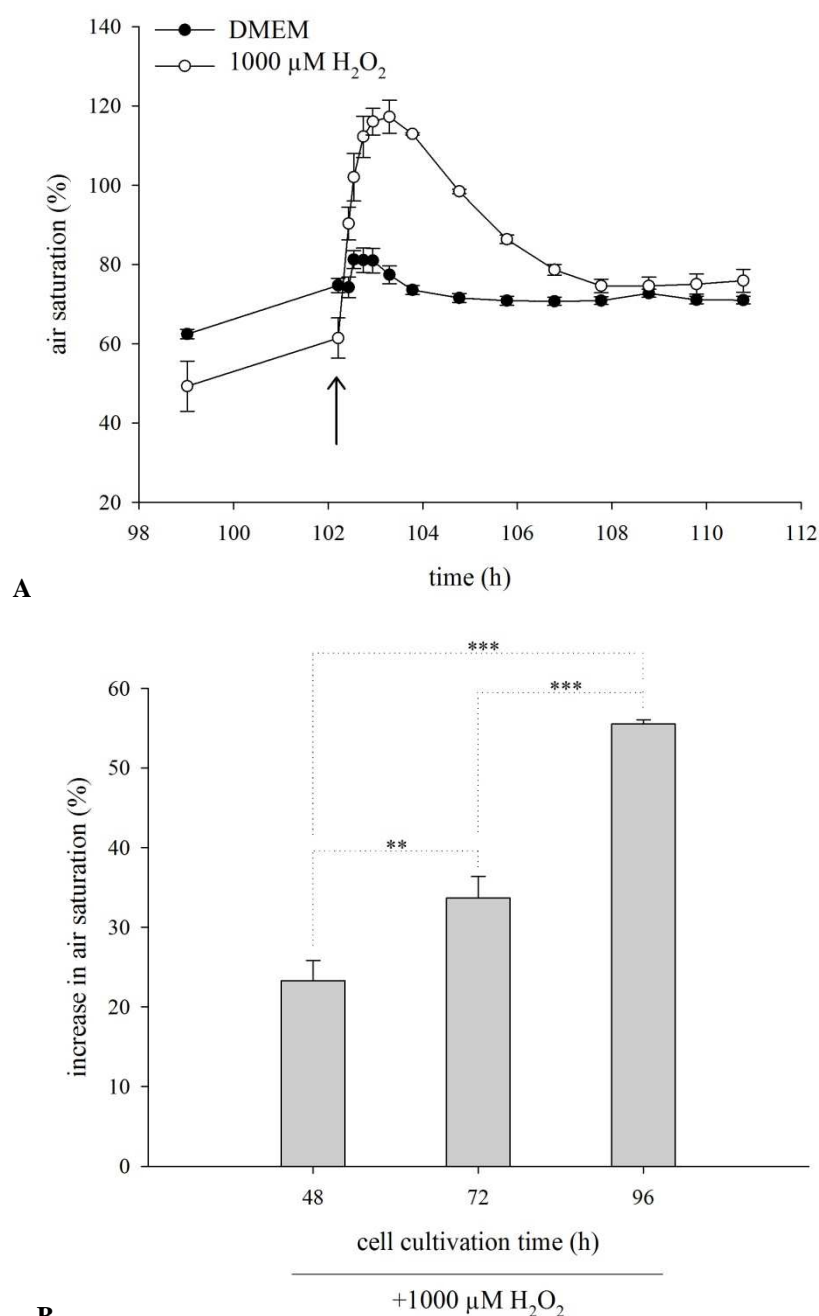 140
DMEM
1000 µM H₂O₂
120
100
80
60
40
20
air saturation (%)
98 100 102 104 106 108 110 112
time (h)
A
***
***
**
60
50
40
30
20
10
0
increase in air saturation (%)
48 72 96
cell cultivation time (h)
+1000 µM H₂O₂
B